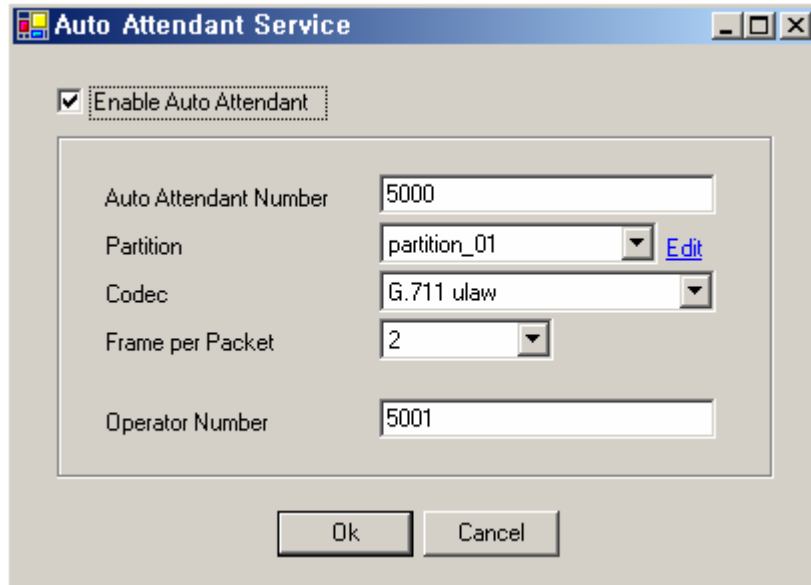 Auto Attendant Service
Enable Auto Attendant
Auto Attendant Number 5000
Partition partition_01 Edit
Codec G.711 ulaw
Frame per Packet 2
Operator Number 5001
Ok Cancel